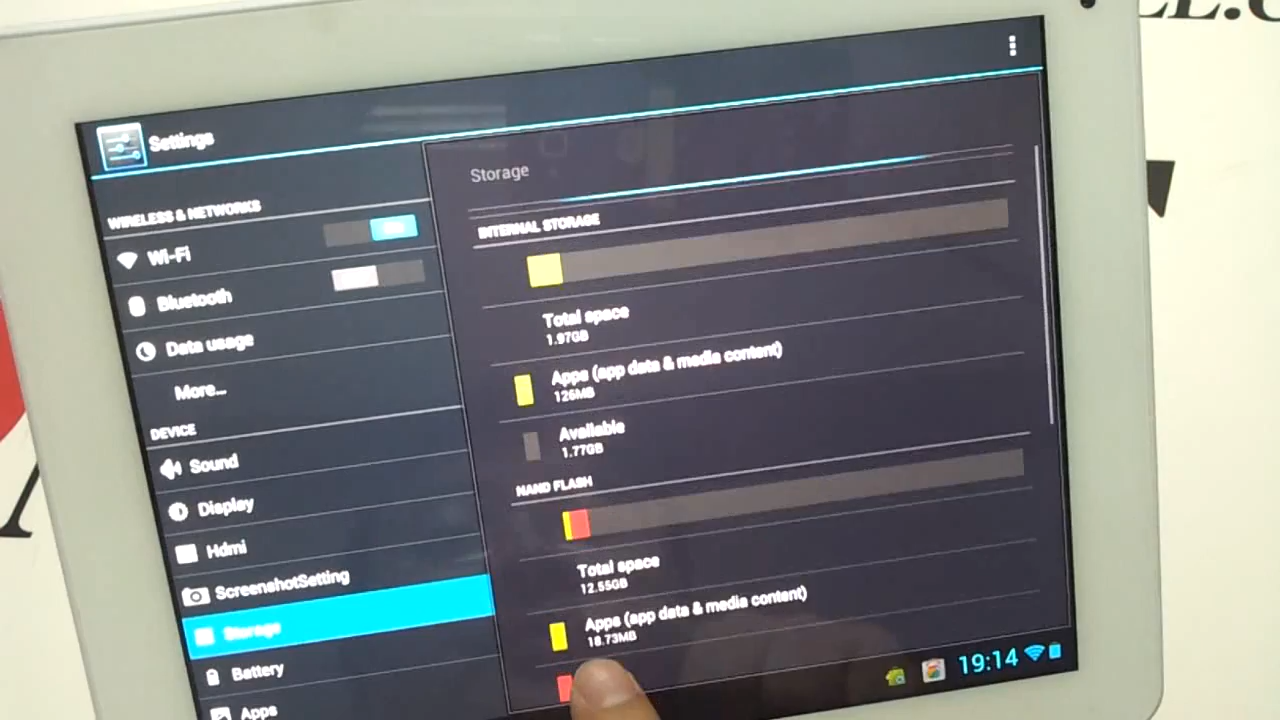 Settings
WIRELESS & NETWORKS
Wi-Fi
Bluetooth
Data usage
More...
DEVICE
Sound
Display
Hdmi
ScreenshotSetting
Storage
Battery
Apps
Storage
INTERNAL STORAGE
Total space
1.97GB
Apps (app data & media content)
126MB
Available
1.77GB
NAND FLASH
Total space
12.55GB
Apps (app data & media content)
18.73MB
19:14